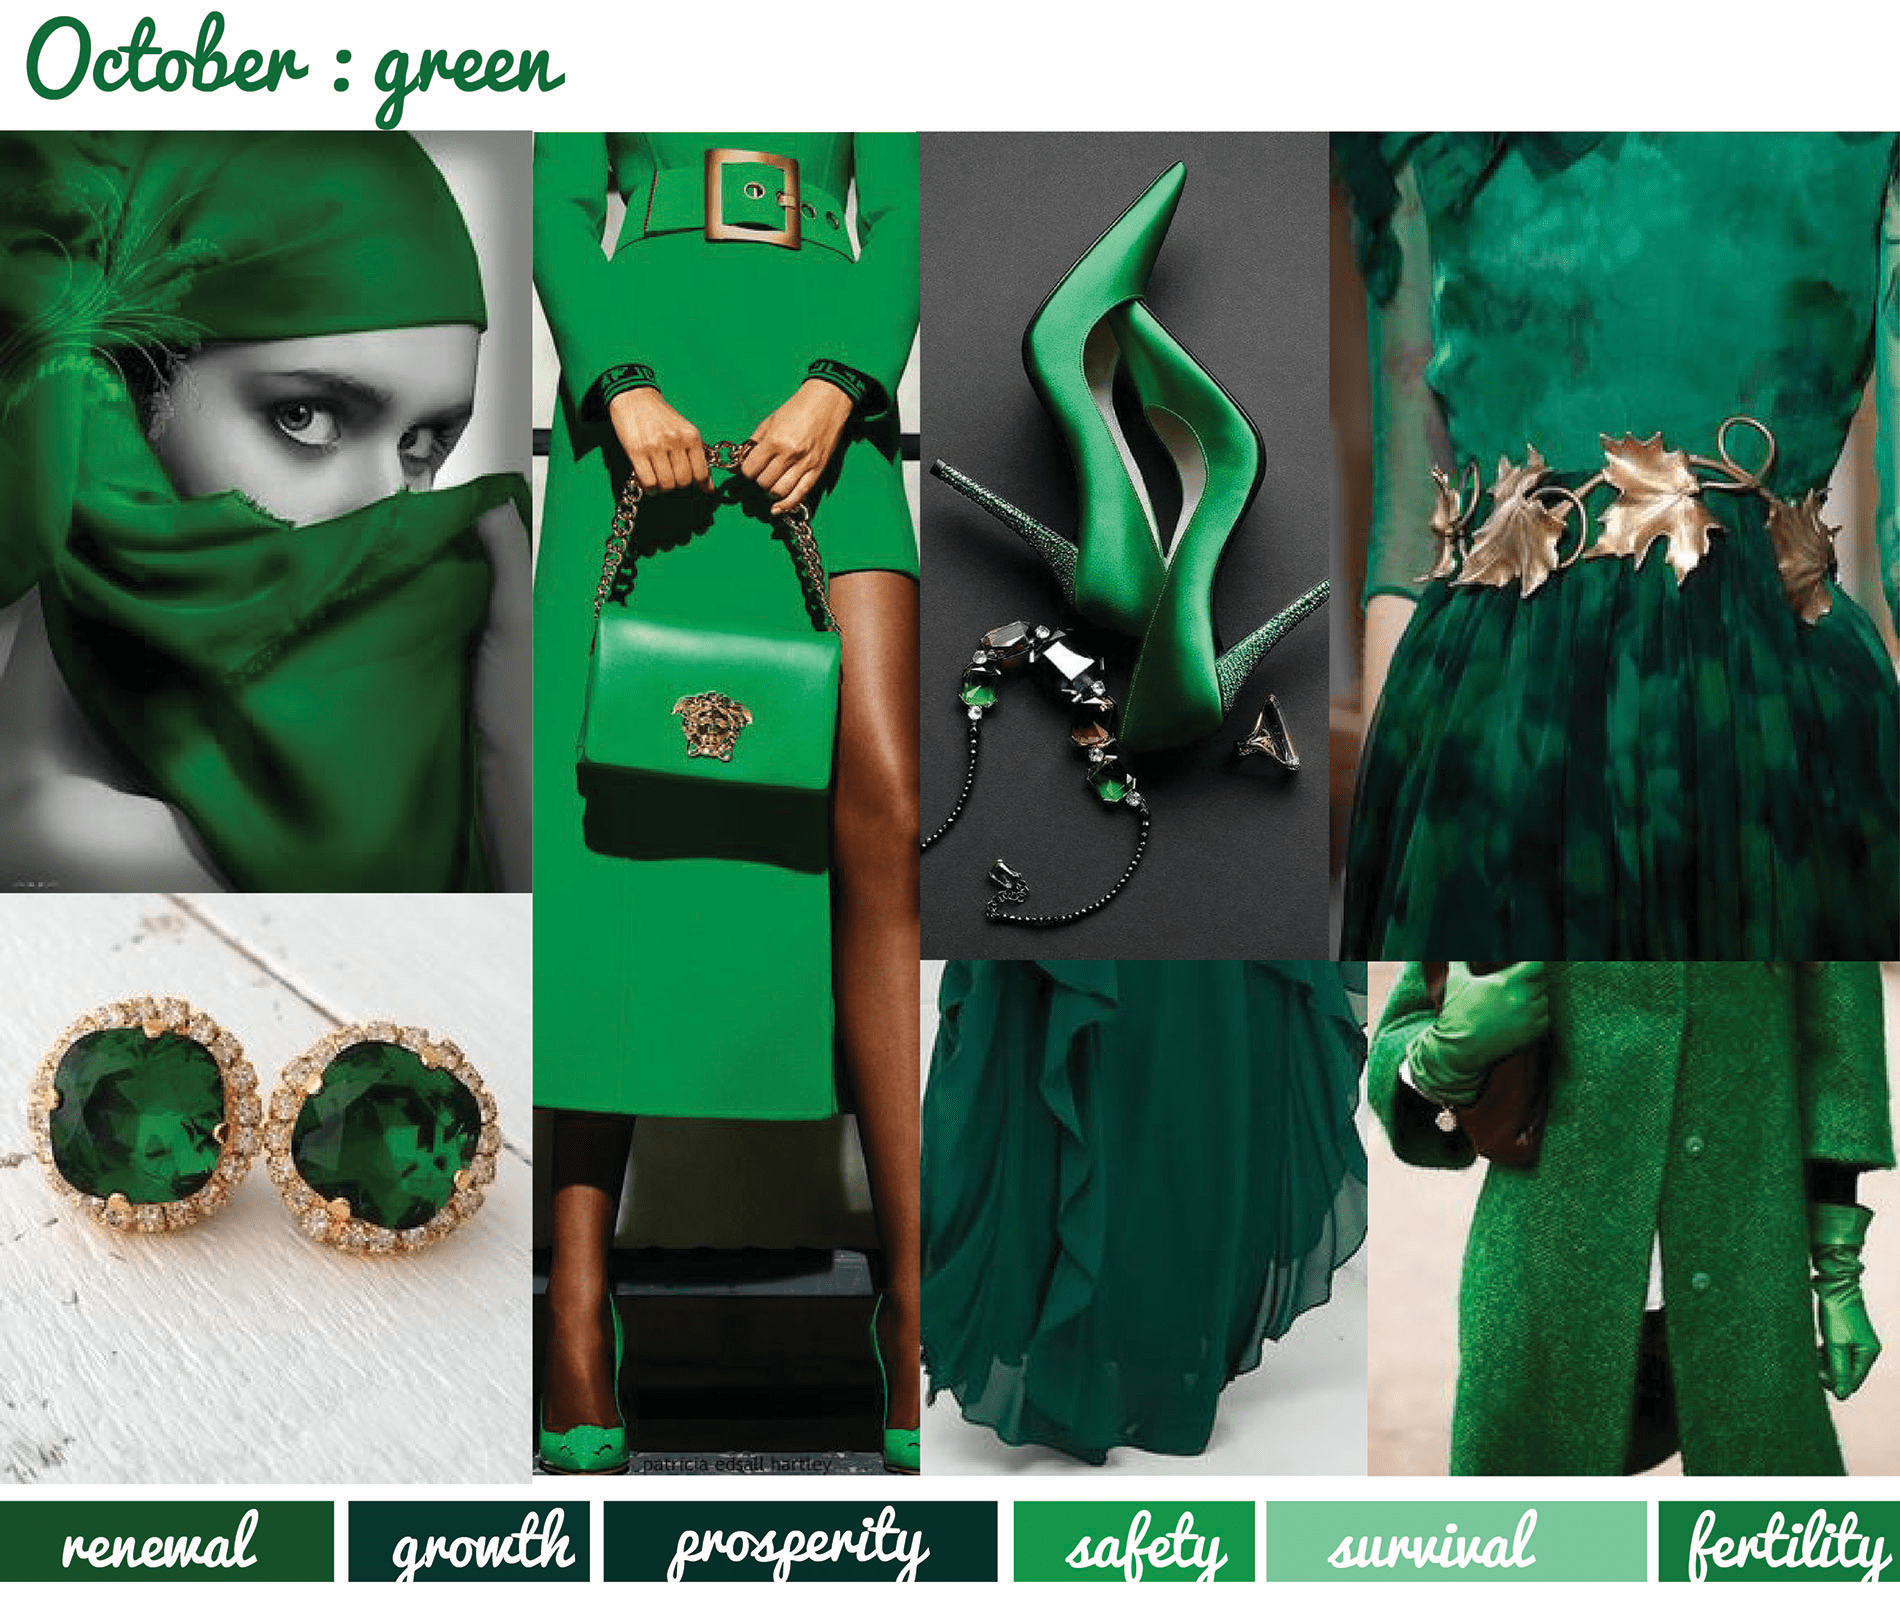 October : green
patricia edsall hartley
renewal
growth
prosperity
safety
survival
fertility